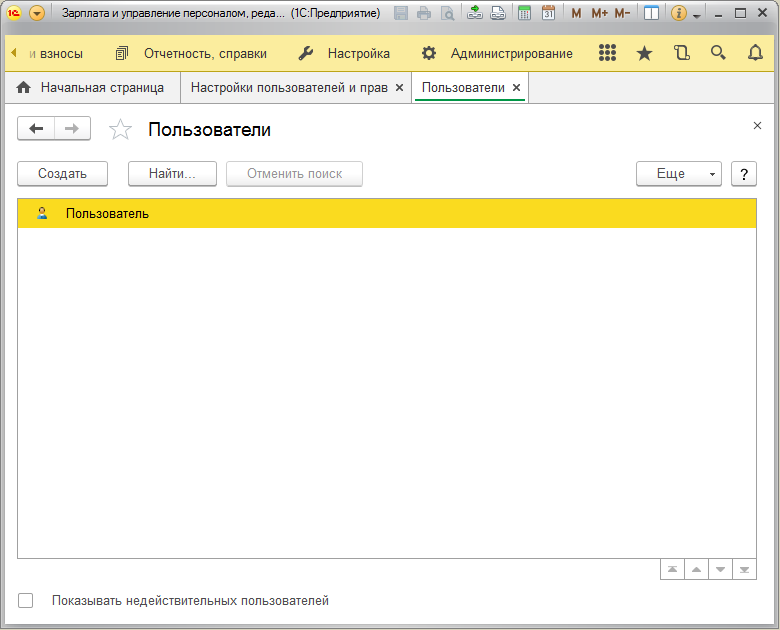 Зарплата и управление персоналом, реда... (1С:Предприятие)
31 M M+ M-
и взносы Отчетность, справки Настройка Администрирование
Начальная страница Настройки пользователей и прав Пользователи
Пользователи
Создать Найти... Отменить поиск Еще ?
Пользователь
Показывать недействительных пользователей